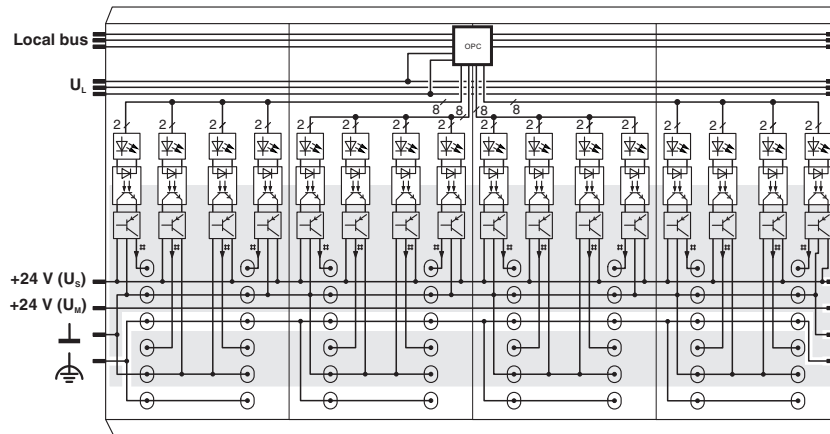 Local bus
OPC
U_L
8 8 8 8
2 2 2 2 2 2 2 2 2 2 2 2 2 2 2 2
# # # # # # # # # # # # # # # #
+24 V (U_S)
+24 V (U_M)